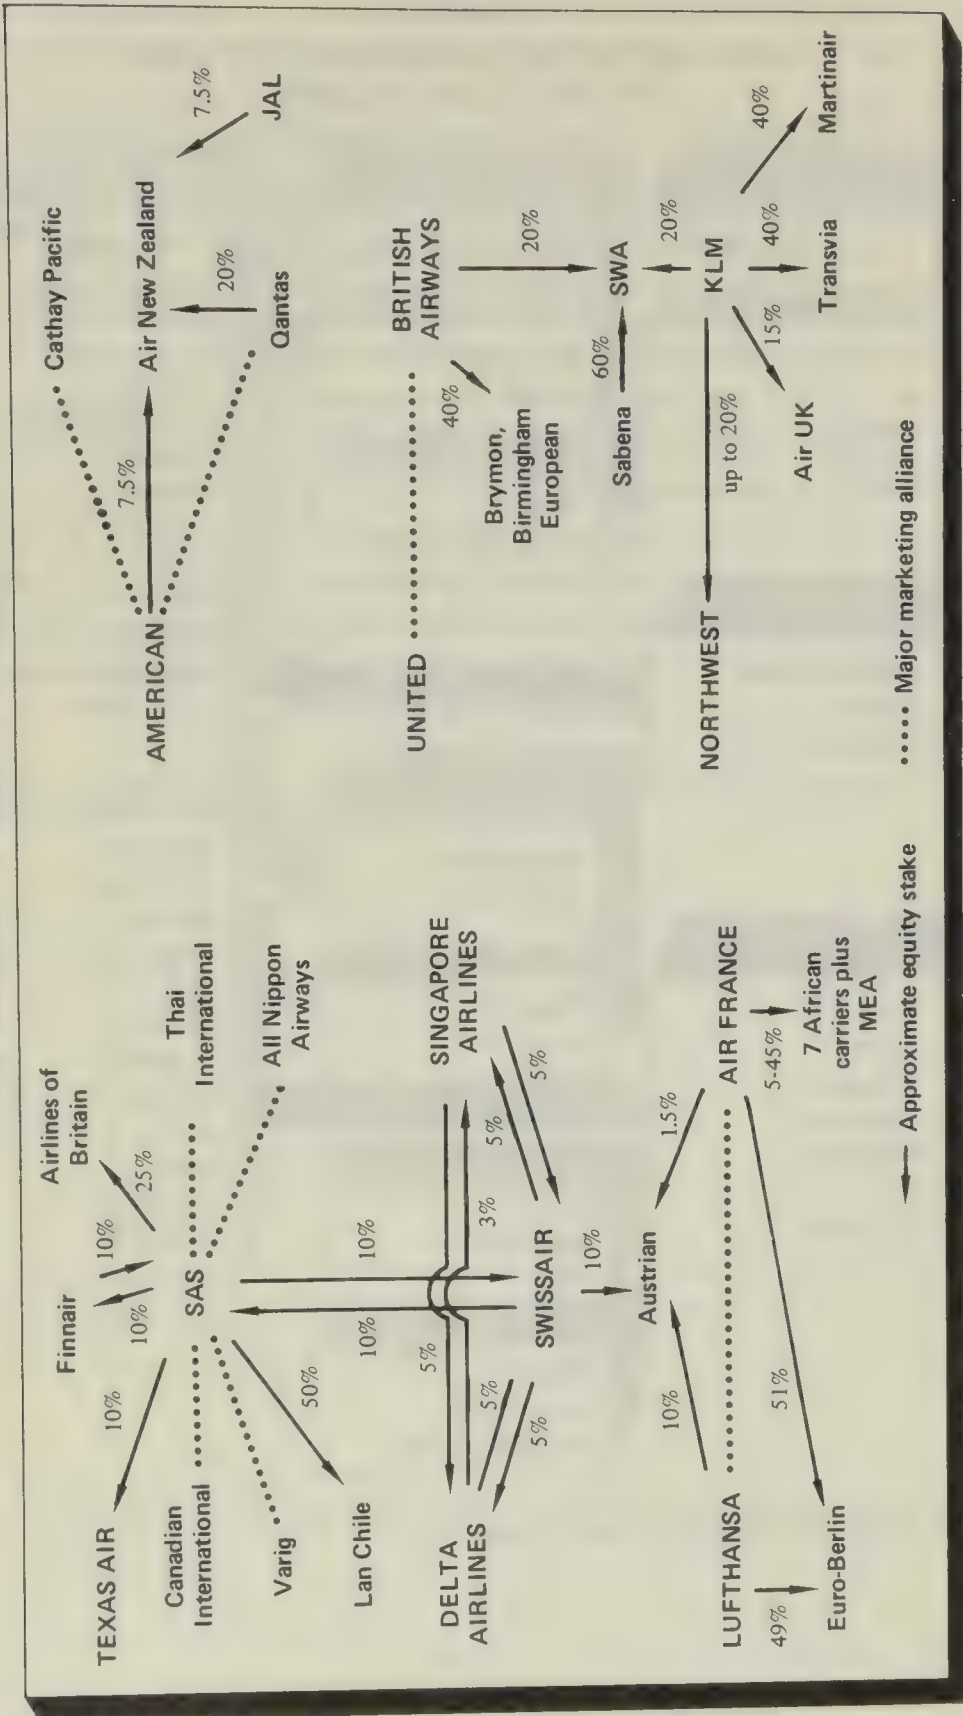 Finnair
Airlines of
Britain
10%
10%
25%
TEXAS AIR
10%
Canadian
International
SAS
Thai
International
Varig
All Nippon
Airways
50%
Lan Chile
10%
10%
DELTA
AIRLINES
5%
3%
SINGAPORE
AIRLINES
5%
5%
5%
5%
SWISSAIR
10%
Austrian
10%
1.5%
LUFTHANSA
AIR FRANCE
49%
51%
5-45%
Euro-Berlin
7 African
carriers plus
MEA
Cathay Pacific
AMERICAN
7.5%
Air New Zealand
7.5%
20%
JAL
Qantas
UNITED
BRITISH
AIRWAYS
40%
Brymon,
Birmingham
European
20%
Sabena
60%
SWA
20%
NORTHWEST
up to 20%
KLM
15%
40%
40%
Air UK
Transvia
Martinair
Approximate equity stake
Major marketing alliance